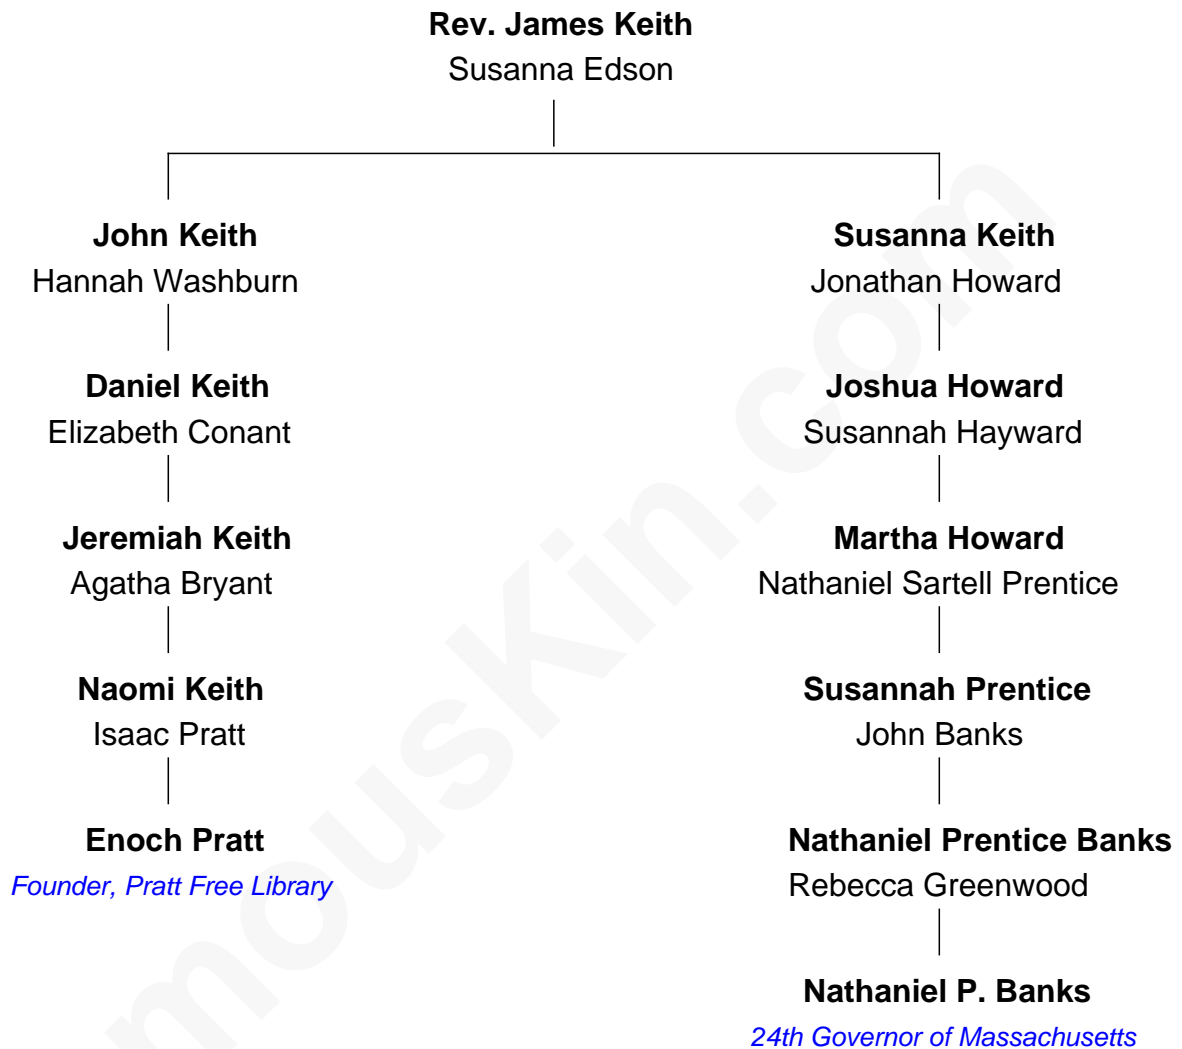 Rev. James Keith
Susanna Edson
John Keith
Hannah Washburn
Daniel Keith
Elizabeth Conant
Jeremiah Keith
Agatha Bryant
Naomi Keith
Isaac Pratt
Enoch Pratt
Founder, Pratt Free Library
Susanna Keith
Jonathan Howard
Joshua Howard
Susannah Hayward
Martha Howard
Nathaniel Sartell Prentice
Susannah Prentice
John Banks
Nathaniel Prentice Banks
Rebecca Greenwood
Nathaniel P. Banks
24th Governor of Massachusetts
mousKin.com